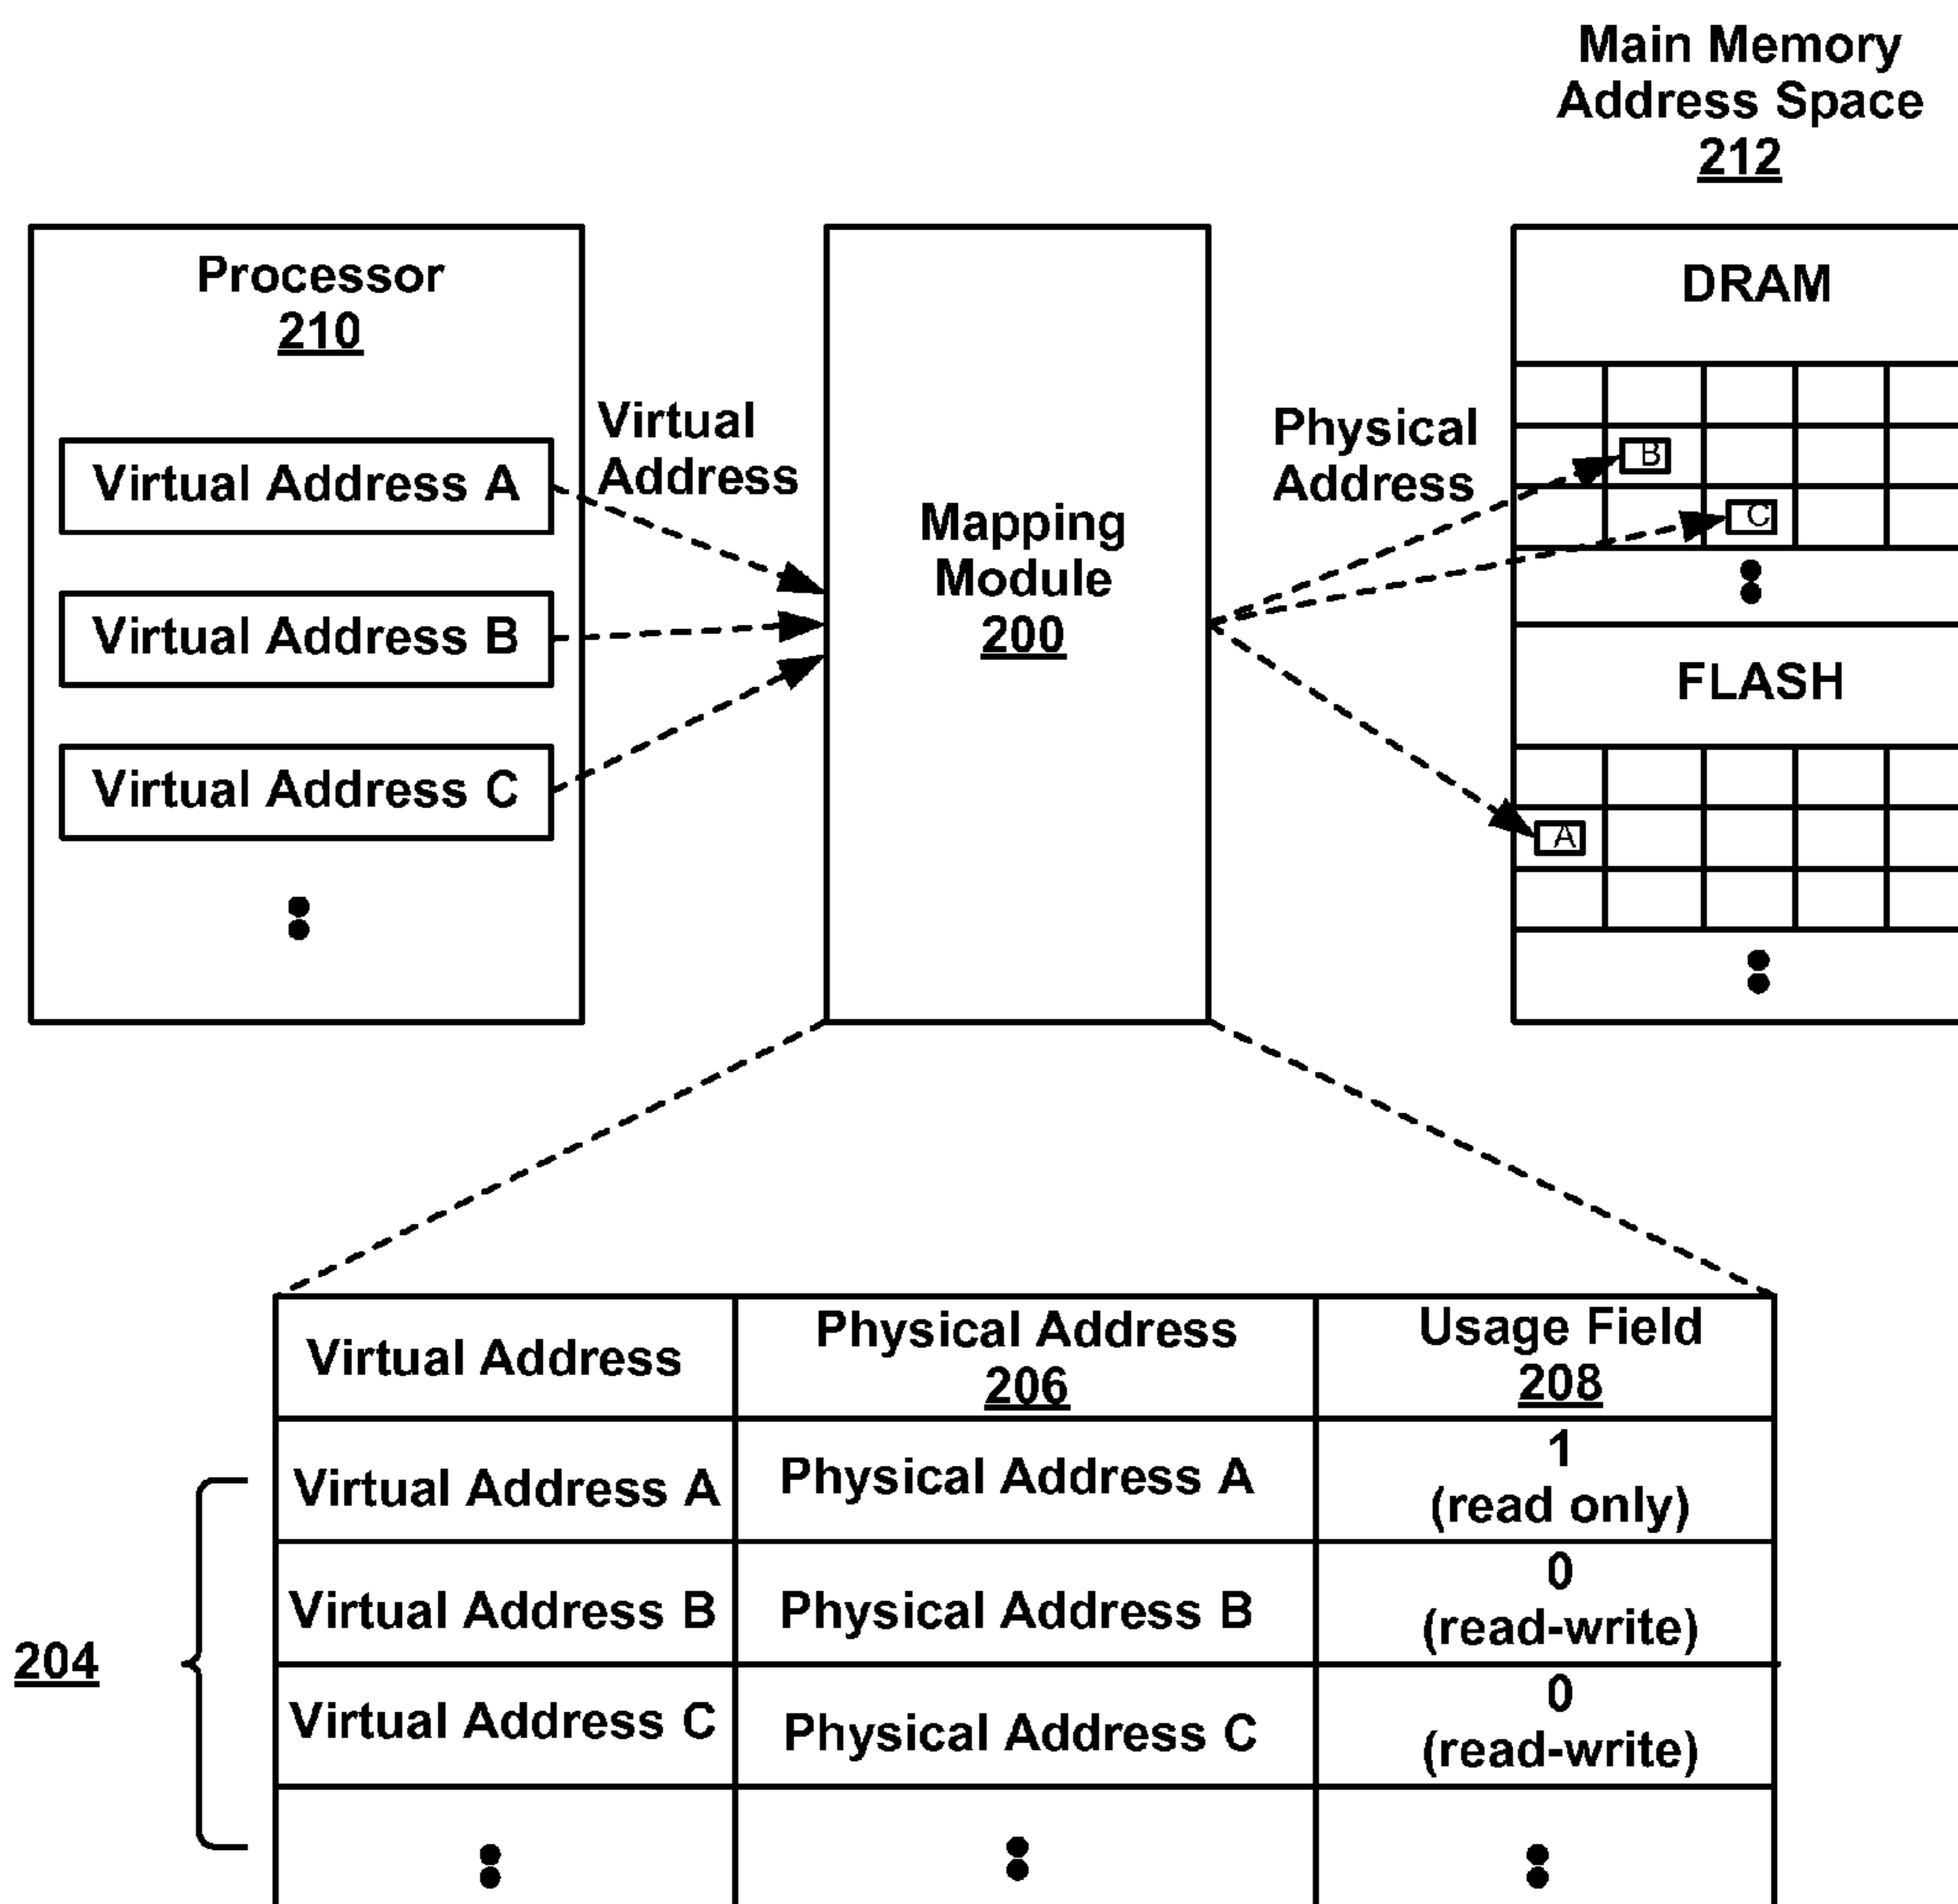 Main Memory
Address Space
212
Processor
210
Virtual Address A
Virtual Address B
Virtual Address C
Virtual
Address
Mapping
Module
200
Physical
Address
DRAM
B
C
FLASH
A
Virtual Address
Physical Address
206
Usage Field
208
Virtual Address A
Physical Address A
1
(read only)
Virtual Address B
Physical Address B
0
(read-write)
Virtual Address C
Physical Address C
0
(read-write)
204